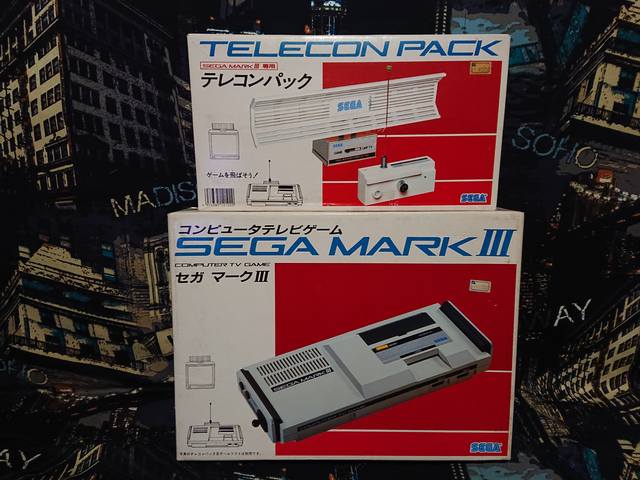 TELECON PACK
SEGA MARK III 専用
テレコンパック
SEGA
ゲームを飛ばそう!
SEGA
コンピュータテレビゲーム
SEGA MARK III
COMPUTER TV GAME
セガ マークIII
SEGA
SEGA MARK III
SEGA
MADIS
SOHO
AY
AY